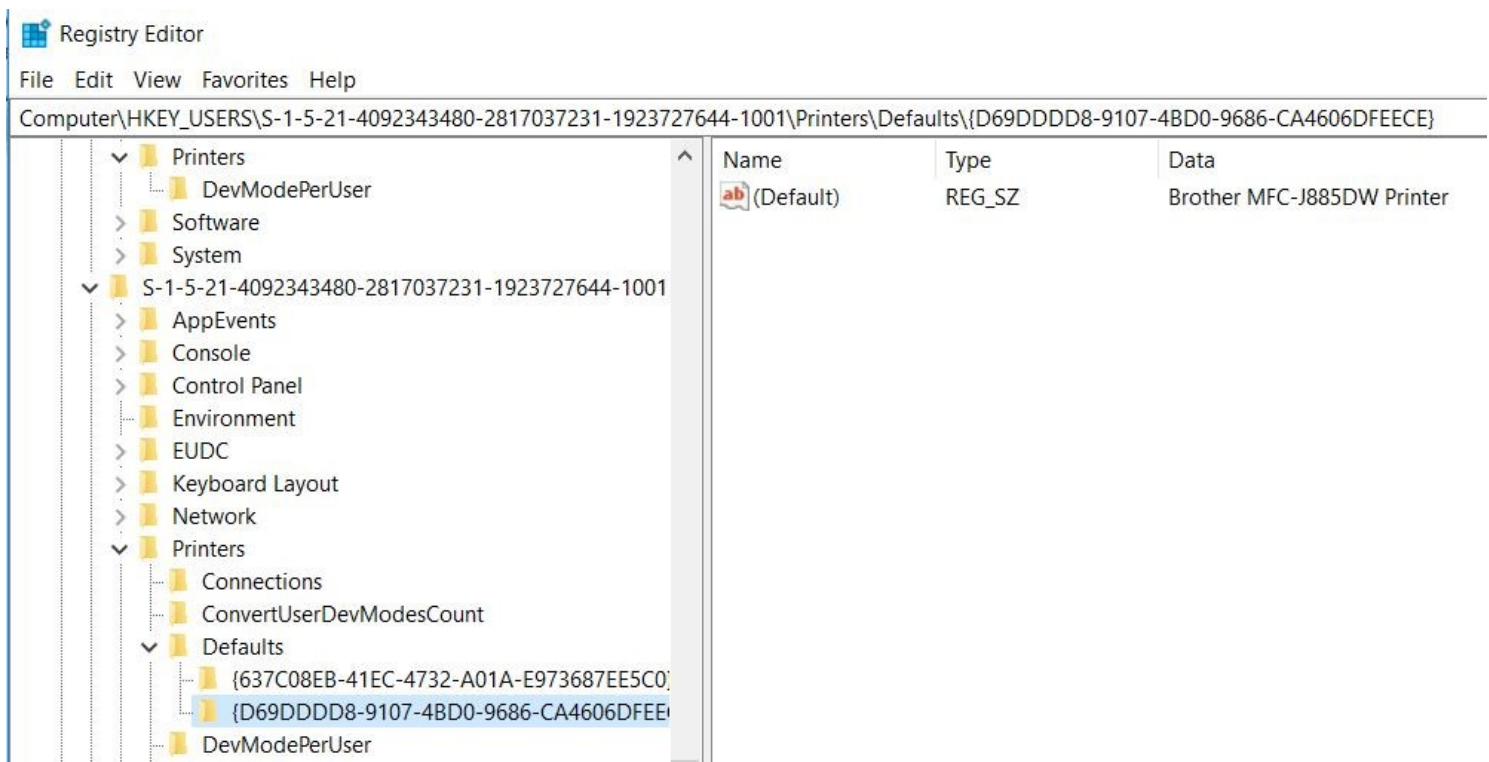 Registry Editor
File Edit View Favorites Help
Computer\HKEY_USERS\S-1-5-21-4092343480-2817037231-1923727644-1001\Printers\Defaults\{D69DDDD8-9107-4BD0-9686-CA4606DFEECE}
Printers
DevModePerUser
Software
System
S-1-5-21-4092343480-2817037231-1923727644-1001
AppEvents
Console
Control Panel
Environment
EUDC
Keyboard Layout
Network
Printers
Connections
ConvertUserDevModesCount
Defaults
{637C08EB-41EC-4732-A01A-E973687EE5C0}
{D69DDDD8-9107-4BD0-9686-CA4606DFEE
DevModePerUser
Name Type Data
ab (Default) REG_SZ Brother MFC-J885DW Printer